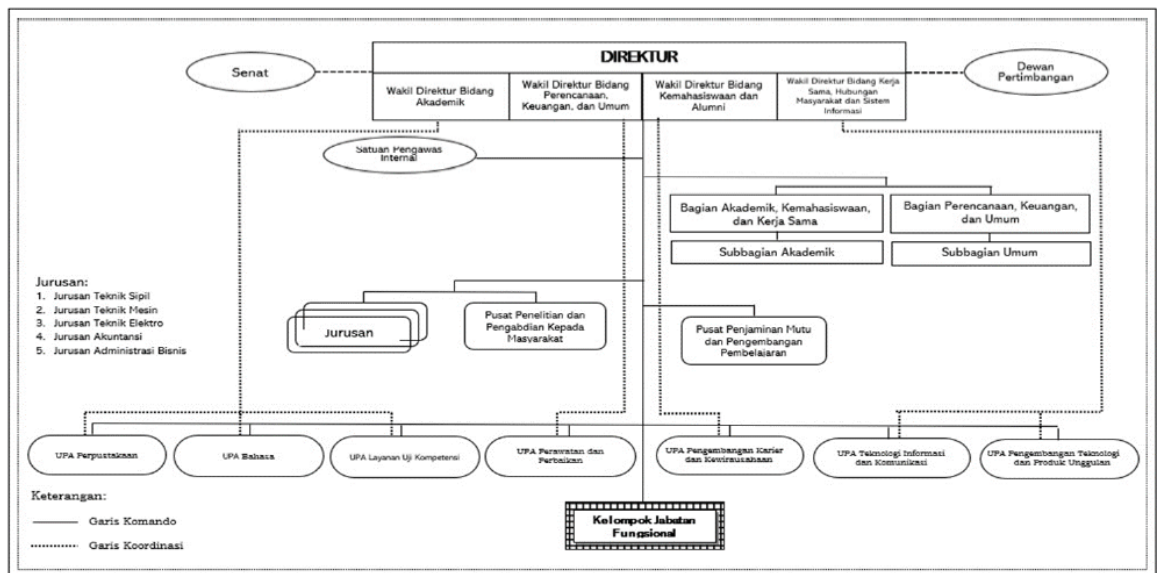 DIREKTUR
Senat
Dewan
Pertimbangan
Wakil Direktur Bidang
Akademik
Wakil Direktur Bidang
Perencanaan,
Keuangan, dan Umum
Wakil Direktur Bidang
Kemahasiswaan dan
Alumni
Wakil Direktur Bidang Kerja
Sama, Hubungan
Masyarakat dan Sistem
Informasi
Satuan Pengawas
Internal
Bagian Akademik, Kemahasiswaan,
dan Kerja Sama
Bagian Perencanaan, Keuangan,
dan Umum
Subbagian Akademik
Subbagian Umum
Jurusan:
1. Jurusan Teknik Sipil
2. Jurusan Teknik Mesin
3. Jurusan Teknik Elektro
4. Jurusan Akuntansi
5. Jurusan Administrasi Bisnis
Jurusan
Pusat Penelitian dan
Pengabdian Kepada
Masyarakat
Pusat Penjaminan Mutu
dan Pengembangan
Pembelajaran
UPA Perpustakaan
UPA Bahasa
UPA Layanan Uji Kompetensi
UPA Perawatan dan
Perbaikan
UPA Pengembangan Karier
dan Kewirausahaan
UPA Teknologi Informasi
dan Komunikasi
UPA Pengembangan Teknologi
dan Produk Unggulan
Keterangan:
Garis Komando
Garis Koordinasi
Kelompok Jabatan
Fungsional